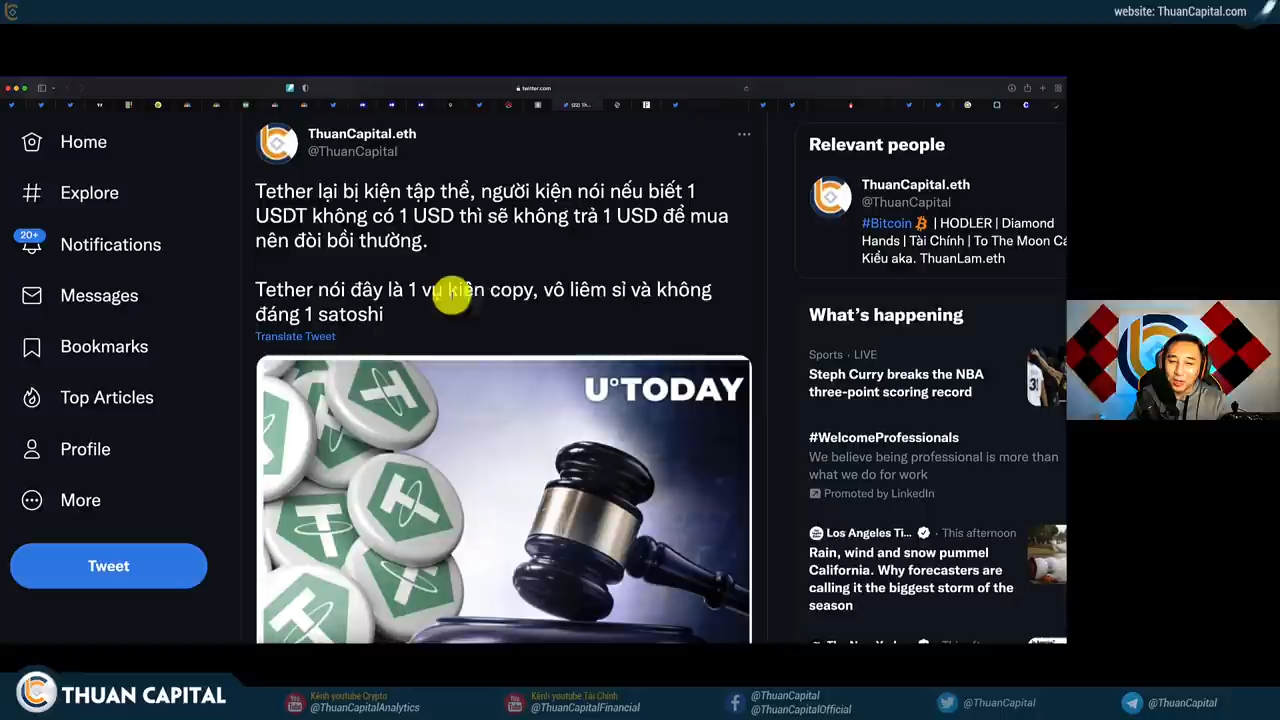 website: ThuanCapital.com
twitter.com
Home
Explore
20+
Notifications
Messages
Bookmarks
Top Articles
Profile
More
Tweet
ThuanCapital.eth
@ThuanCapital
Tether lại bị kiện tập thể, người kiện nói nếu biết 1
USDT không có 1 USD thì sẽ không trả 1 USD để mua
nên đòi bồi thường.
Tether nói đây là 1 vụ kiện copy, vô liêm sỉ và không
đáng 1 satoshi
Translate Tweet
U°TODAY
Relevant people
ThuanCapital.eth
@ThuanCapital
#Bitcoin | HODLER | Diamond
Hands | Tài Chính | To The Moon Cá
Kiểu aka. ThuanLam.eth
What's happening
Sports · LIVE
Steph Curry breaks the NBA
three-point scoring record
#WelcomeProfessionals
We believe being professional is more than
what we do for work
Promoted by LinkedIn
Los Angeles Ti... · This afternoon
Rain, wind and snow pummel
California. Why forecasters are
calling it the biggest storm of the
season
THUAN CAPITAL
Kênh youtube Crypto
@ThuanCapitalAnalytics
Kênh youtube Tài Chính
@ThuanCapitalFinancial
@ThuanCapital
@ThuanCapitalOfficial
@ThuanCapital
@ThuanCapital